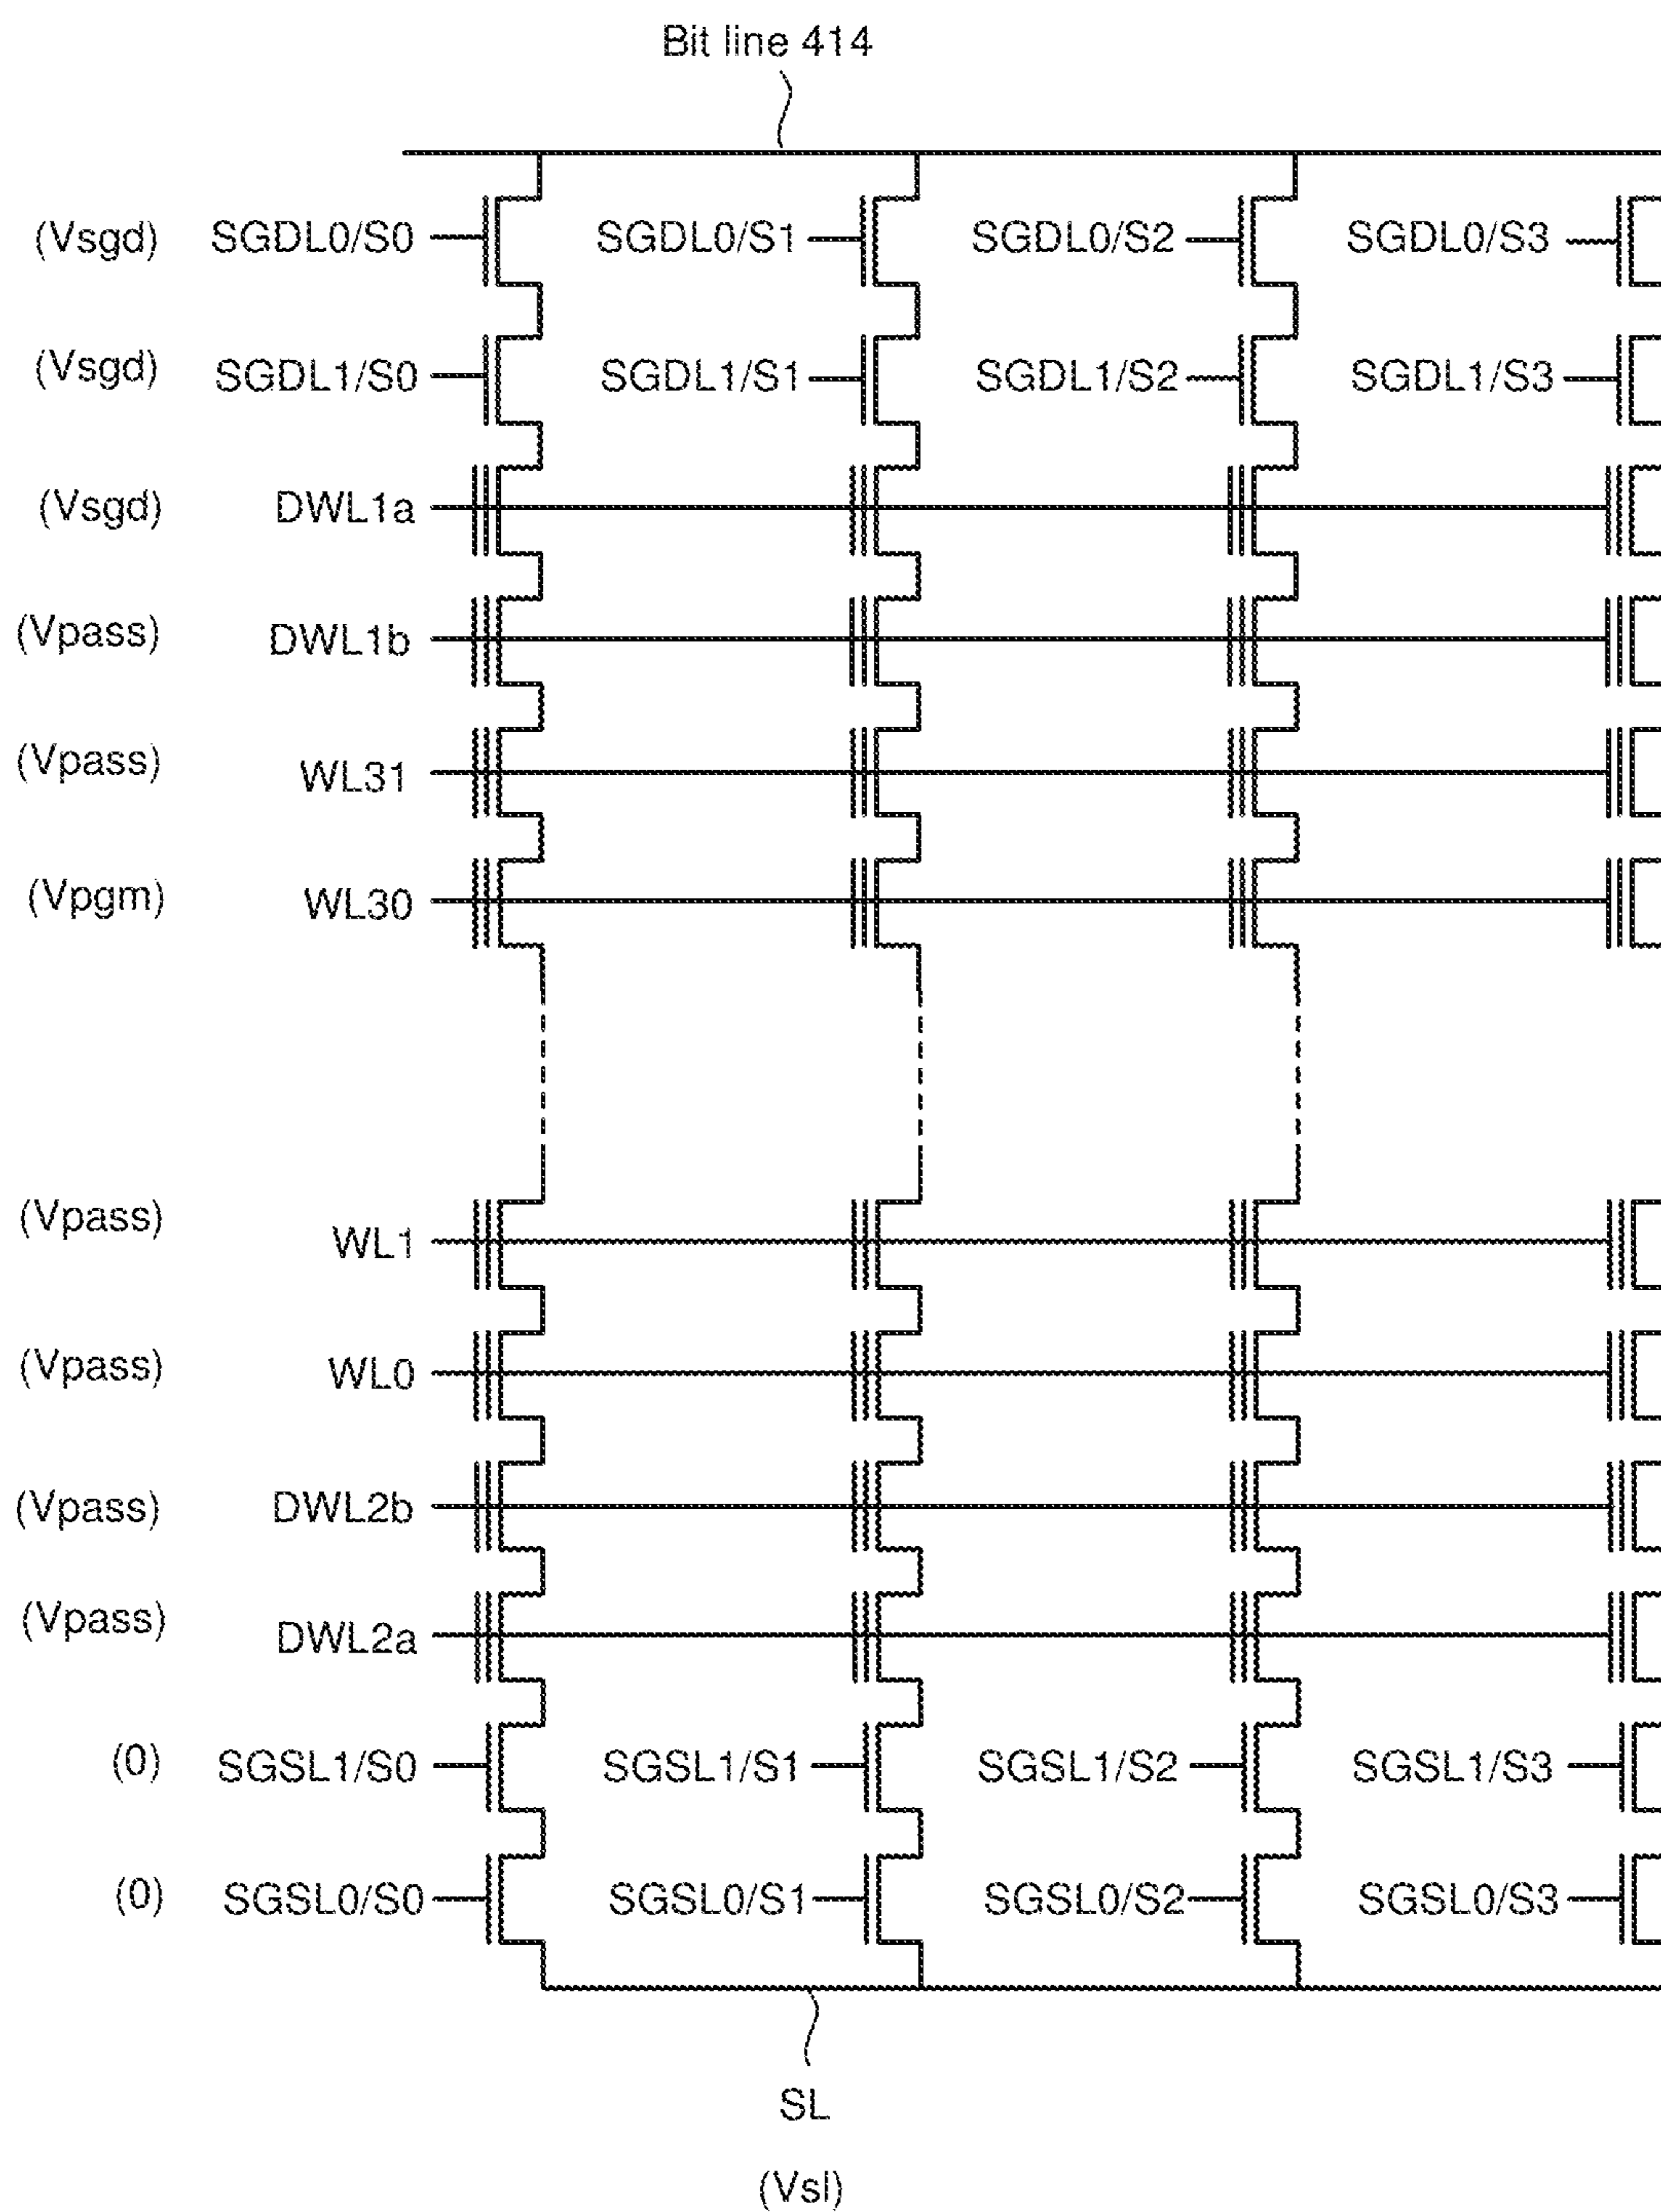 Bit line 414
(Vsgd) SGDL0/S0 SGDL0/S1 SGDL0/S2 SGDL0/S3
(Vsgd) SGDL1/S0 SGDL1/S1 SGDL1/S2 SGDL1/S3
(Vsgd) DWL1a
(Vpass) DWL1b
(Vpass) WL31
(Vpgm) WL30
(Vpass) WL1
(Vpass) WL0
(Vpass) DWL2b
(Vpass) DWL2a
(0) SGSL1/S0 SGSL1/S1 SGSL1/S2 SGSL1/S3
(0) SGSL0/S0 SGSL0/S1 SGSL0/S2 SGSL0/S3
SL
(Vsl)